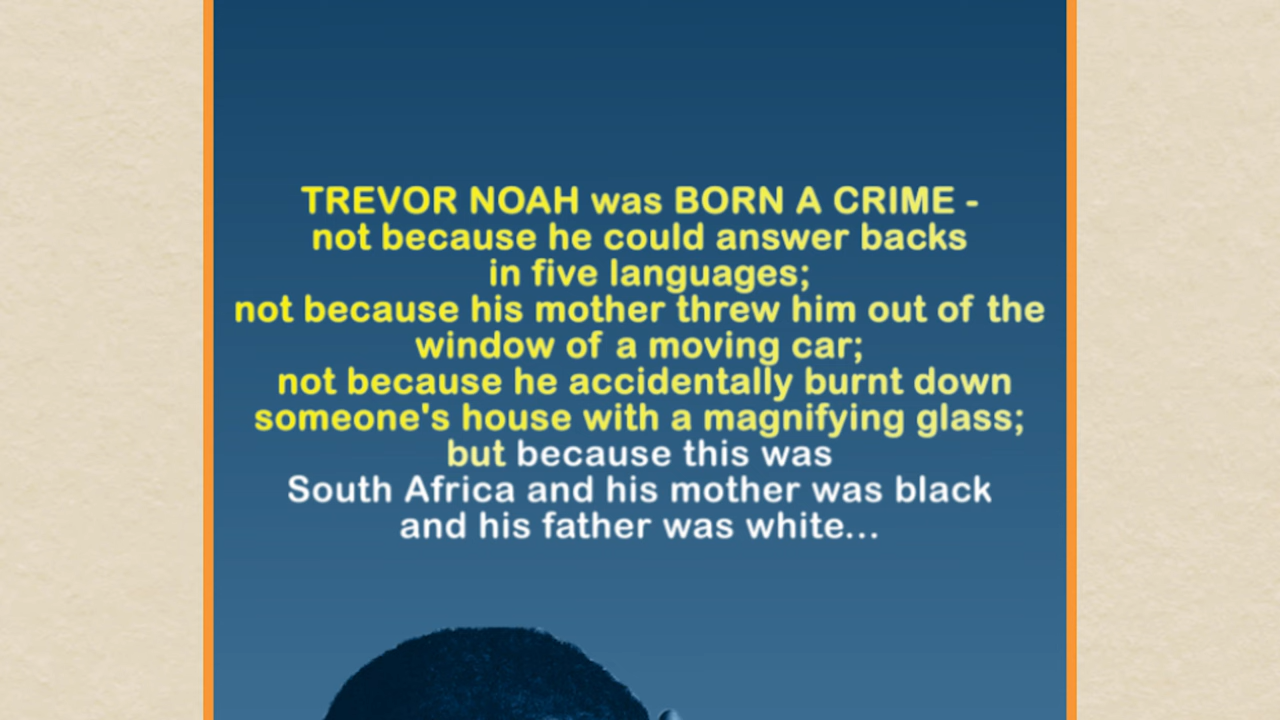 TREVOR NOAH was BORN A CRIME -
not because he could answer backs
in five languages;
not because his mother threw him out of the
window of a moving car;
not because he accidentally burnt down
someone's house with a magnifying glass;
but because this was
South Africa and his mother was black
and his father was white...